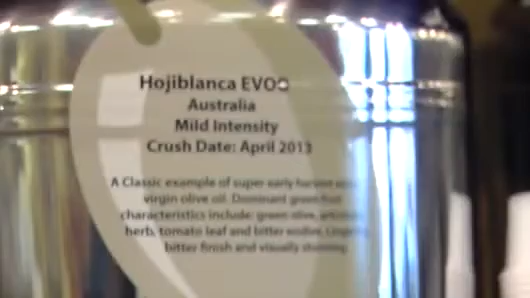 Hojiblanca EVOO
Australia
Mild Intensity
Crush Date: April 2013
A Classic example of super early harvest
virgin olive oil. Dominant green fruit
characteristics include: green olive,
herb, tomato leaf and bitter endive.
bitter finish and visually stunning